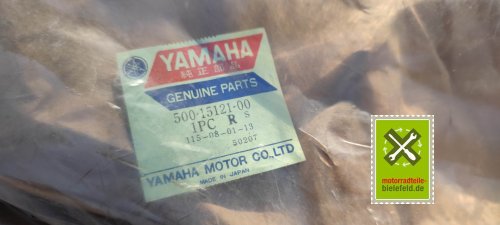 YAMAHA
純正部品
GENUINE PARTS
500-15121-00
1PC R S
115-08-01-13
50207
YAMAHA MOTOR CO.,LTD
MADE IN JAPAN
motorradteile-
bielefeld.de